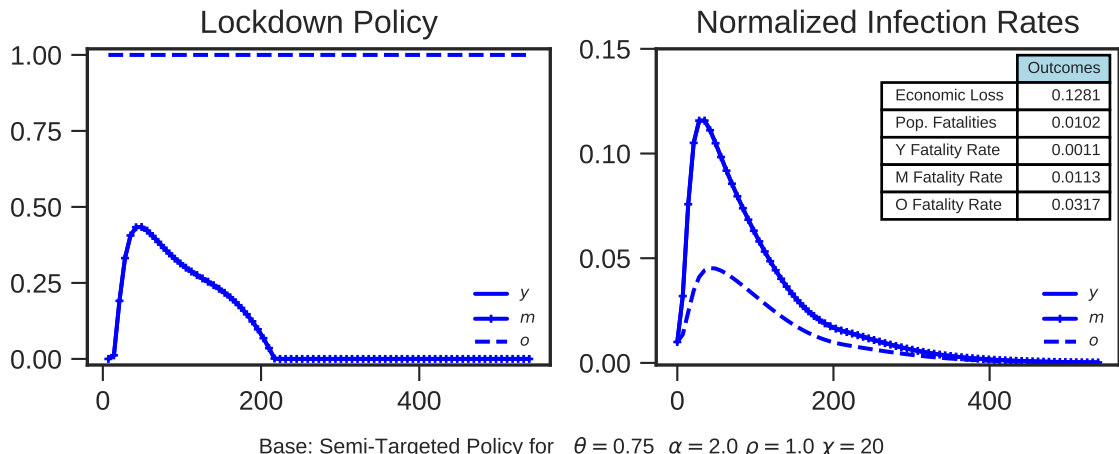 Lockdown Policy
1.00
0.75
0.50
0.25
0.00
0
200
400
y
m
o
Normalized Infection Rates
0.15
0.10
0.05
0.00
0
200
400
Outcomes
Economic Loss 0.1281
Pop. Fatalities 0.0102
Y Fatality Rate 0.0011
M Fatality Rate 0.0113
O Fatality Rate 0.0317
y
m
o
Base: Semi-Targeted Policy for θ = 0.75 α = 2.0 ρ = 1.0 χ = 20